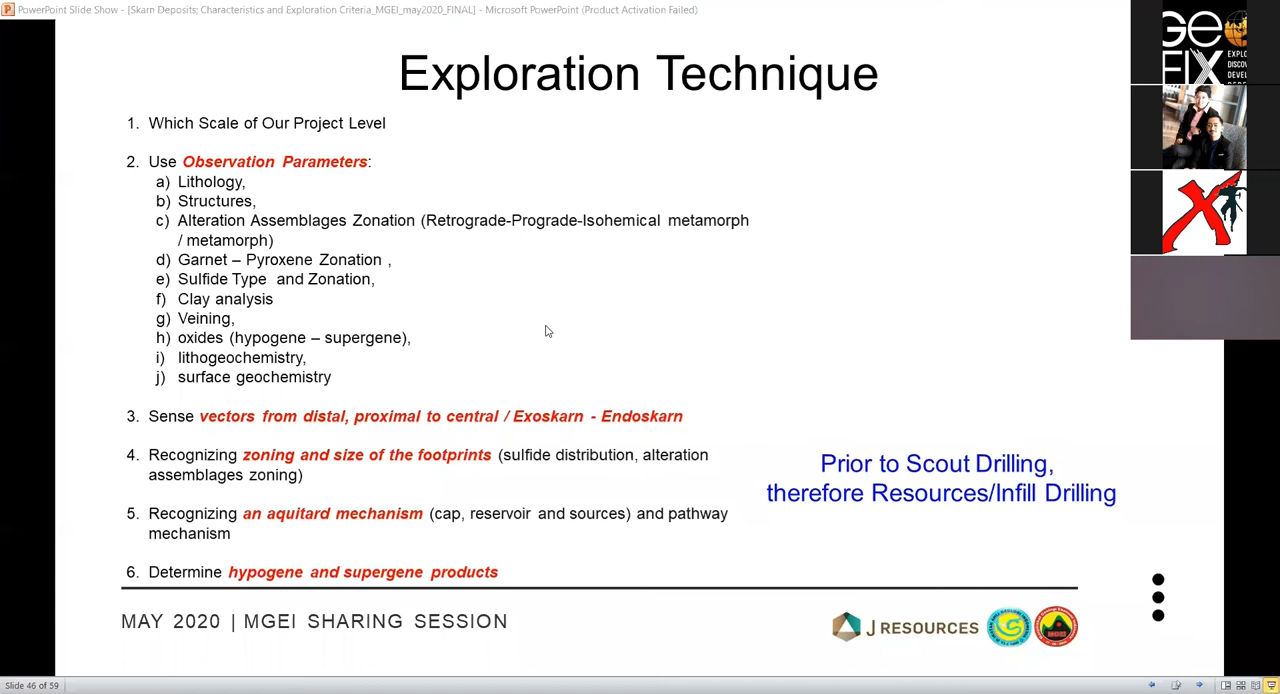 PowerPoint Slide Show - [Skarn Deposits; Characteristics and Exploration Criteria_MGEI_may2020_FINAL] - Microsoft PowerPoint (Product Activation Failed)
Exploration Technique
1. Which Scale of Our Project Level
2. Use Observation Parameters:
a) Lithology,
b) Structures,
c) Alteration Assemblages Zonation (Retrograde-Prograde-Isohemical metamorph
/ metamorph)
d) Garnet – Pyroxene Zonation ,
e) Sulfide Type and Zonation,
f) Clay analysis
g) Veining,
h) oxides (hypogene – supergene),
i) lithogeochemistry,
j) surface geochemistry
3. Sense vectors from distal, proximal to central / Exoskarn - Endoskarn
4. Recognizing zoning and size of the footprints (sulfide distribution, alteration
assemblages zoning)
5. Recognizing an aquitard mechanism (cap, reservoir and sources) and pathway
mechanism
6. Determine hypogene and supergene products
Prior to Scout Drilling,
therefore Resources/Infill Drilling
MAY 2020 | MGEI SHARING SESSION
J RESOURCES
Slide 46 of 59
GEO
FIX